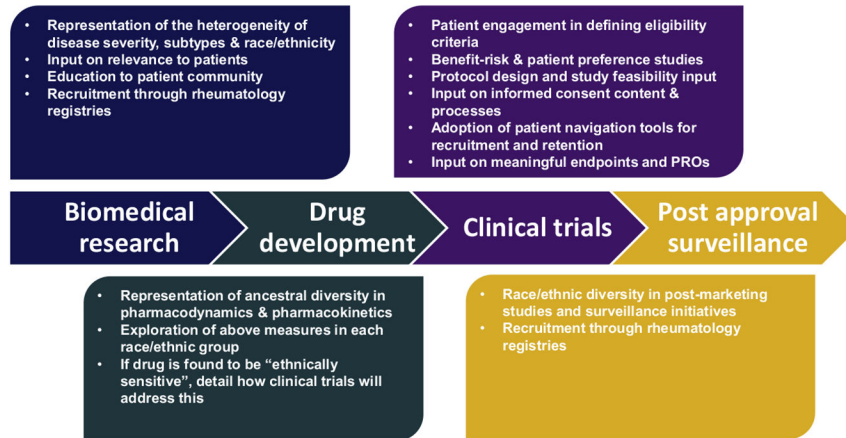 • Representation of the heterogeneity of
disease severity, subtypes & race/ethnicity
• Input on relevance to patients
• Education to patient community
• Recruitment through rheumatology
registries
• Patient engagement in defining eligibility
criteria
• Benefit-risk & patient preference studies
• Protocol design and study feasibility input
• Input on informed consent content &
processes
• Adoption of patient navigation tools for
recruitment and retention
• Input on meaningful endpoints and PROs
Biomedical
research
Drug
development
Clinical trials
Post approval
surveillance
• Representation of ancestral diversity in
pharmacodynamics & pharmacokinetics
• Exploration of above measures in each
race/ethnic group
• If drug is found to be “ethnically
sensitive”, detail how clinical trials will
address this
• Race/ethnic diversity in post-marketing
studies and surveillance initiatives
• Recruitment through rheumatology
registries